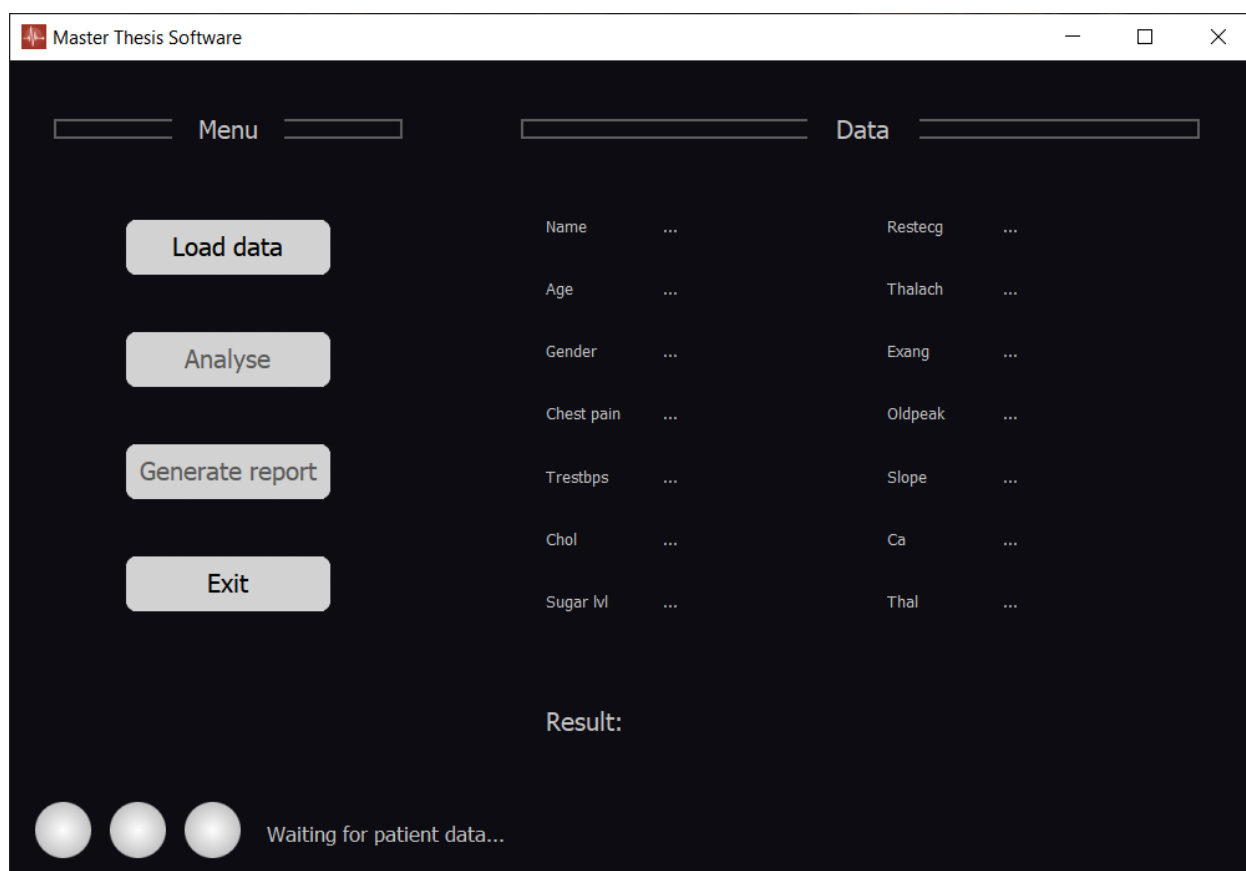 Master Thesis Software
Menu
Data
Load data
Analyse
Generate report
Exit
Name ... Restecg ...
Age ... Thalach ...
Gender ... Exang ...
Chest pain ... Oldpeak ...
Trestbps ... Slope ...
Chol ... Ca ...
Sugar lvl ... Thal ...
Result:
Waiting for patient data...